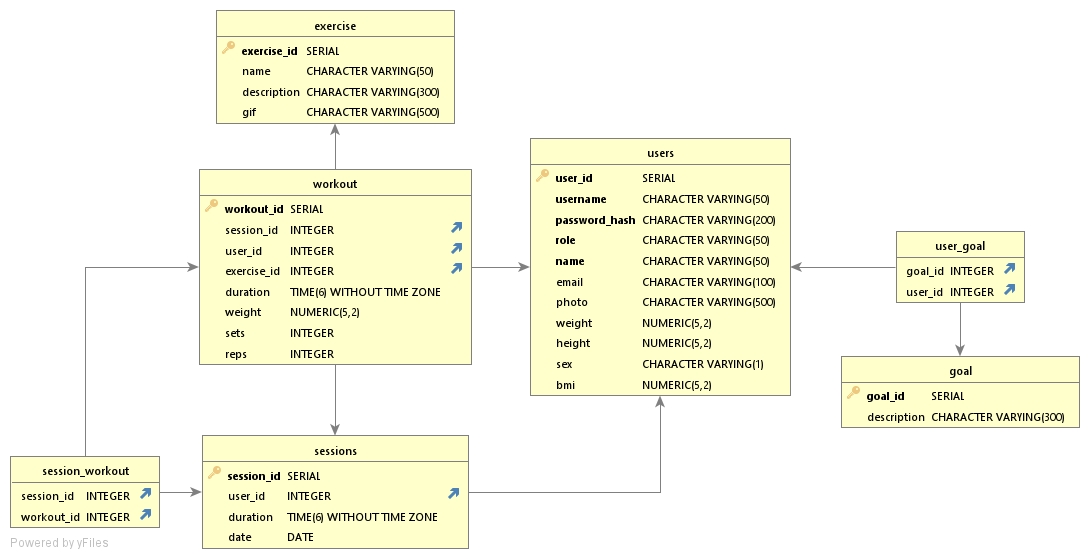 exercise
exercise_id SERIAL
name CHARACTER VARYING(50)
description CHARACTER VARYING(300)
gif CHARACTER VARYING(500)
workout
workout_id SERIAL
session_id INTEGER
user_id INTEGER
exercise_id INTEGER
duration TIME(6) WITHOUT TIME ZONE
weight NUMERIC(5,2)
sets INTEGER
reps INTEGER
users
user_id SERIAL
username CHARACTER VARYING(50)
password_hash CHARACTER VARYING(200)
role CHARACTER VARYING(50)
name CHARACTER VARYING(50)
email CHARACTER VARYING(100)
photo CHARACTER VARYING(500)
weight NUMERIC(5,2)
height NUMERIC(5,2)
sex CHARACTER VARYING(1)
bmi NUMERIC(5,2)
user_goal
goal_id INTEGER
user_id INTEGER
goal
goal_id SERIAL
description CHARACTER VARYING(300)
session_workout
session_id INTEGER
workout_id INTEGER
sessions
session_id SERIAL
user_id INTEGER
duration TIME(6) WITHOUT TIME ZONE
date DATE
Powered by yFiles